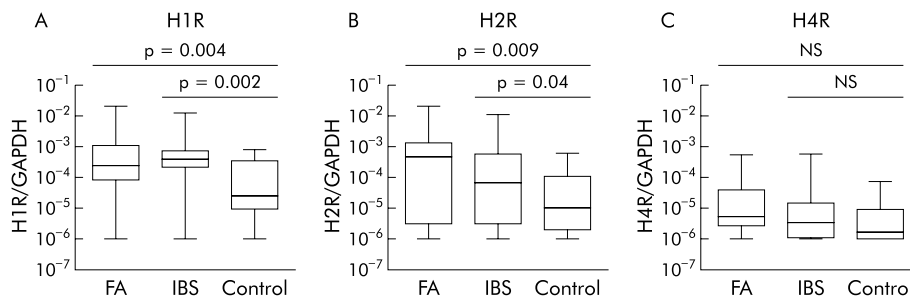 A H1R
p = 0.004
p = 0.002
H1R/GAPDH
10⁻¹
10⁻²
10⁻³
10⁻⁴
10⁻⁵
10⁻⁶
10⁻⁷
FA IBS Control
B H2R
p = 0.009
p = 0.04
H2R/GAPDH
10⁻¹
10⁻²
10⁻³
10⁻⁴
10⁻⁵
10⁻⁶
10⁻⁷
FA IBS Control
C H4R
NS
NS
H4R/GAPDH
10⁻¹
10⁻²
10⁻³
10⁻⁴
10⁻⁵
10⁻⁶
10⁻⁷
FA IBS Control